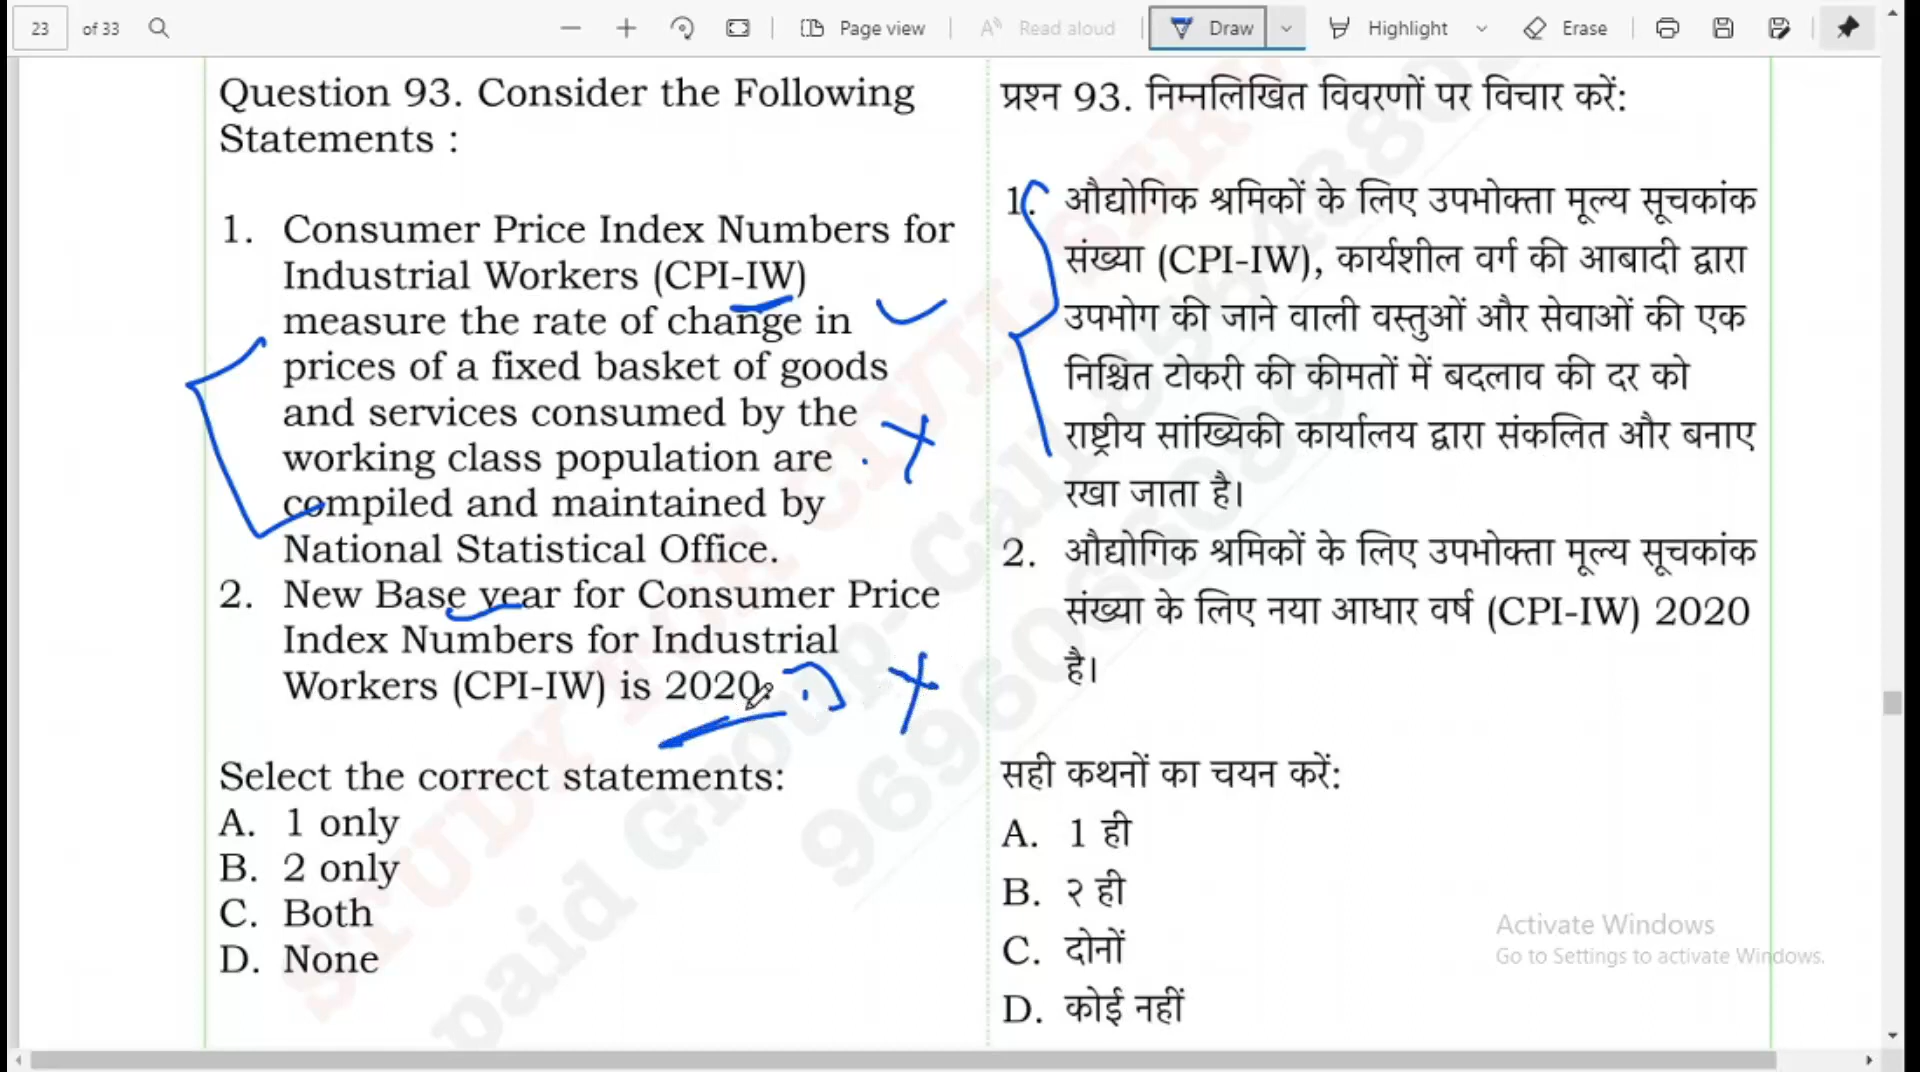 23 of 33 Page view Read aloud Draw Highlight Erase
Question 93. Consider the Following
Statements :
1. Consumer Price Index Numbers for
Industrial Workers (CPI-IW)
measure the rate of change in
prices of a fixed basket of goods
and services consumed by the
working class population are
compiled and maintained by
National Statistical Office.
2. New Base year for Consumer Price
Index Numbers for Industrial
Workers (CPI-IW) is 2020.
Select the correct statements:
A. 1 only
B. 2 only
C. Both
D. None
प्रश्न 93. निम्नलिखित विवरणों पर विचार करें:
1. औद्योगिक श्रमिकों के लिए उपभोक्ता मूल्य सूचकांक
संख्या (CPI-IW), कार्यशील वर्ग की आबादी द्वारा
उपभोग की जाने वाली वस्तुओं और सेवाओं की एक
निश्चित टोकरी की कीमतों में बदलाव की दर को
राष्ट्रीय सांख्यिकी कार्यालय द्वारा संकलित और बनाए
रखा जाता है।
2. औद्योगिक श्रमिकों के लिए उपभोक्ता मूल्य सूचकांक
संख्या के लिए नया आधार वर्ष (CPI-IW) 2020
है।
सही कथनों का चयन करें:
A. 1 ही
B. २ ही
C. दोनों
D. कोई नहीं
STUDY FOR CIVIL SER
paid Group-Call
Activate Windows
Go to Settings to activate Windows.